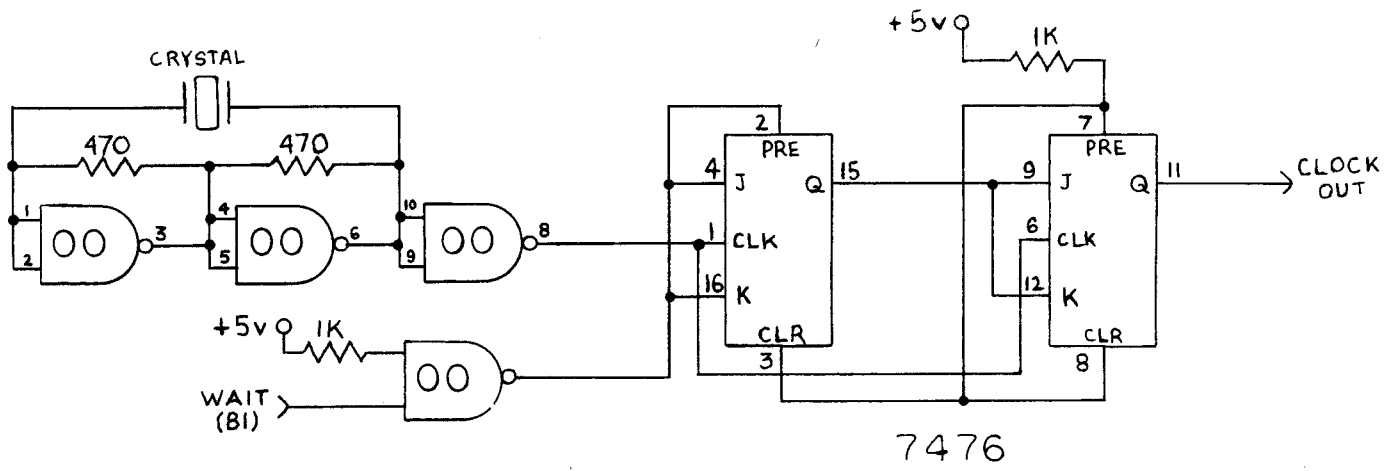 +5v
1K
CRYSTAL
470
470
2
PRE
7
PRE
4
J
Q
15
9
J
Q
11
CLOCK
OUT
1
2
00
3
4
5
00
6
10
9
00
8
1
CLK
6
CLK
16
K
12
K
+5v
1K
00
CLR
3
CLR
8
WAIT
(B1)
7476